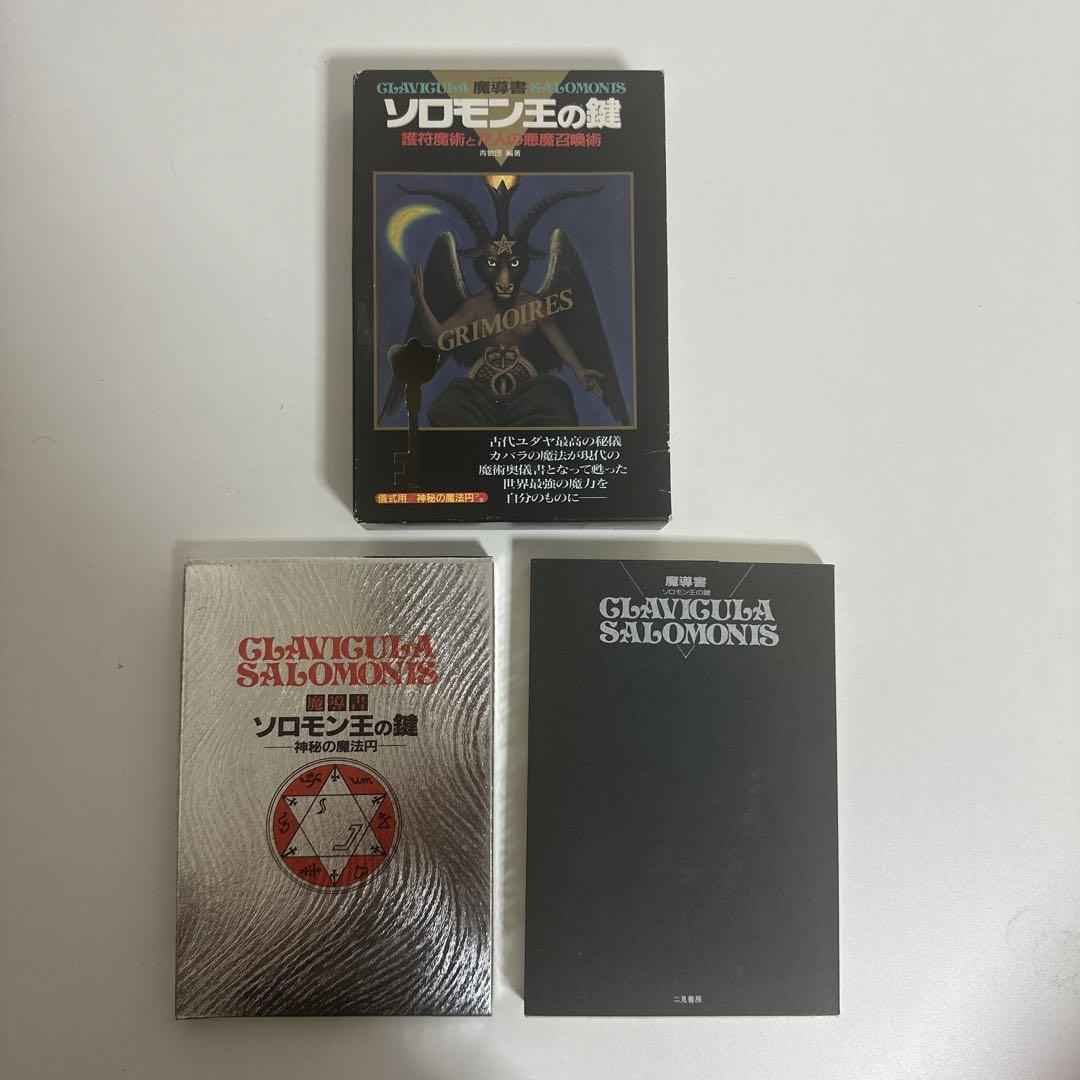 CLAVICULA 魔導書 SALOMONIS
ソロモン王の鍵
護符魔術と72人の悪魔召喚術
青狼団 編著
GRIMOIRES
古代ユダヤ最高の秘儀
カバラの魔法が現代の
魔術奥儀書となって甦った
世界最強の魔力を
自分のものに——
儀式用/神秘の魔法円つき
CLAVICULA
SALOMONIS
魔導書
ソロモン王の鍵
—神秘の魔法円—
魔導書
ソロモン王の鍵
CLAVICULA
SALOMONIS
二見書房